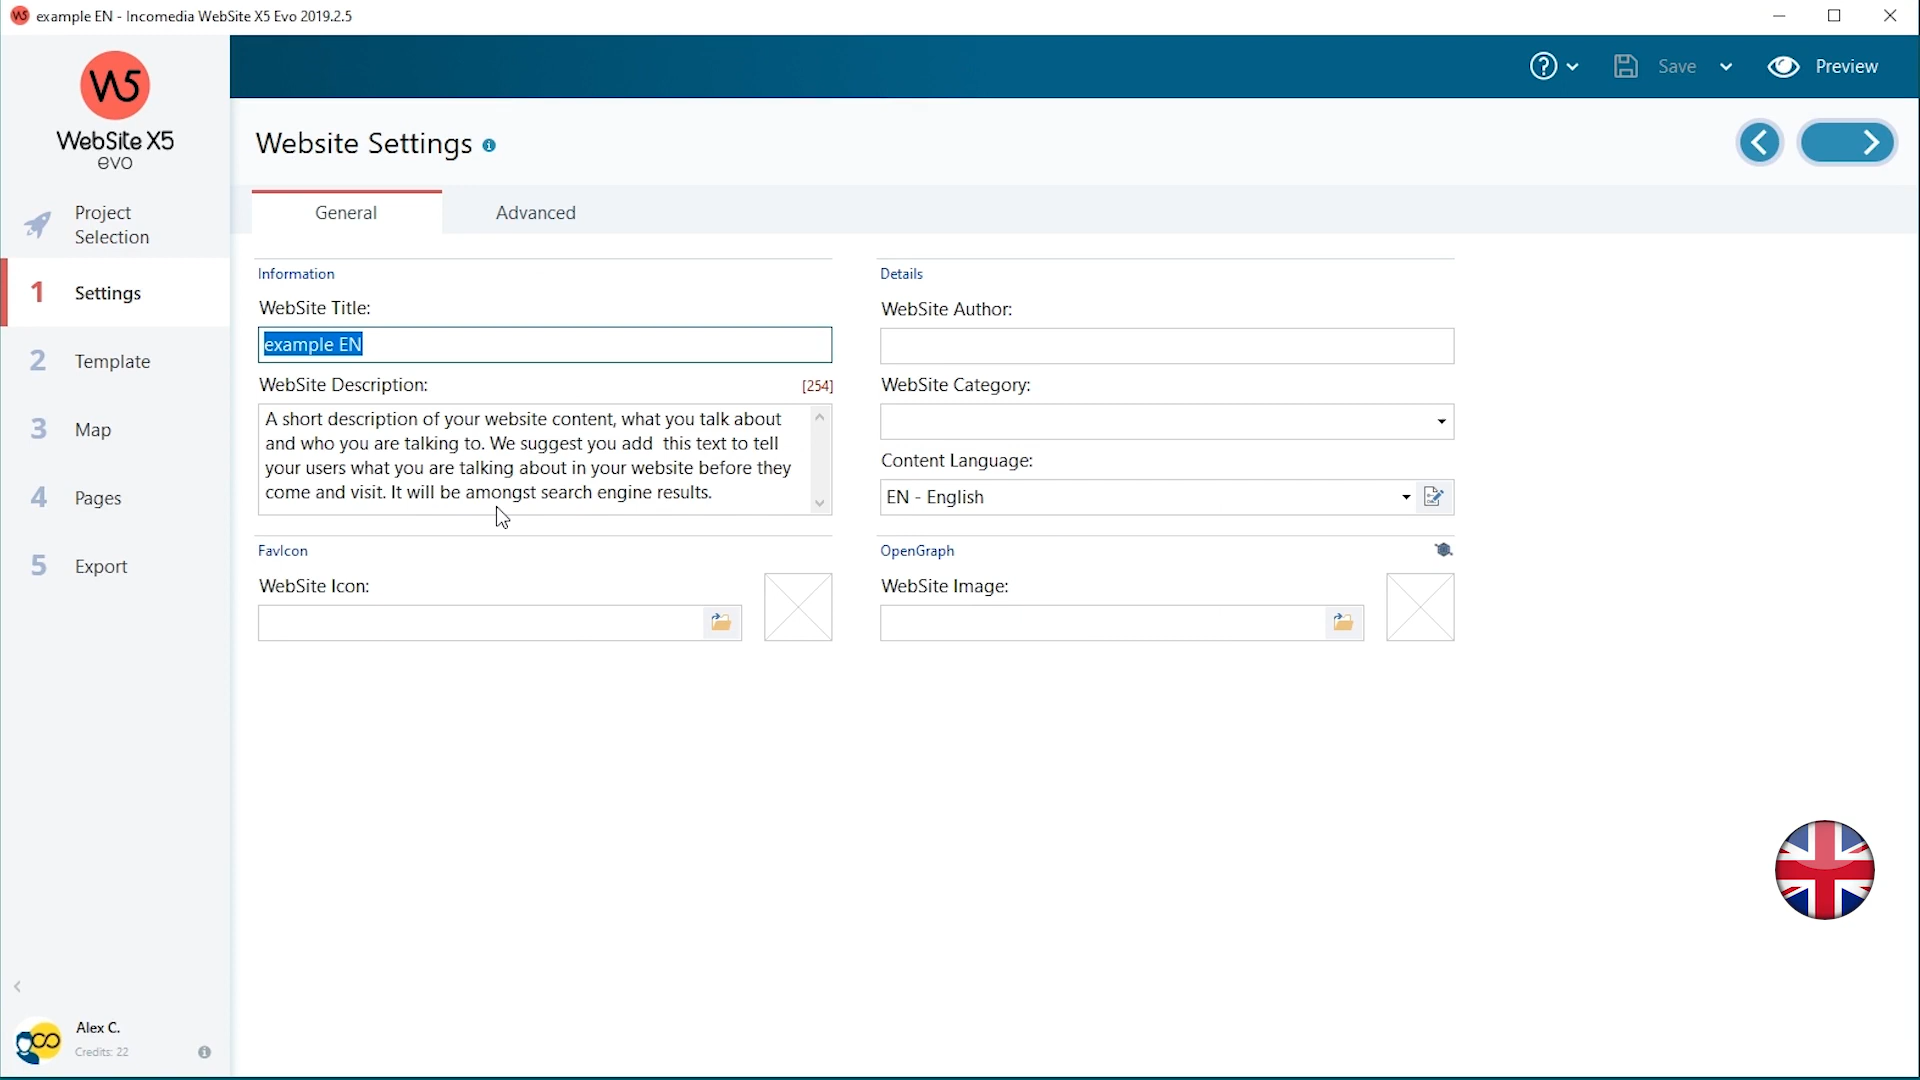 example EN - Incomedia WebSite X5 Evo 2019.2.5
W5
WebSite X5
evo
Save
Preview
Website Settings
Project
Selection
1 Settings
2 Template
3 Map
4 Pages
5 Export
General
Advanced
Information
WebSite Title:
example EN
WebSite Description:
[254]
A short description of your website content, what you talk about
and who you are talking to. We suggest you add  this text to tell
your users what you are talking about in your website before they
come and visit. It will be amongst search engine results.
FavIcon
WebSite Icon:
Details
WebSite Author:
WebSite Category:
Content Language:
EN - English
OpenGraph
WebSite Image:
Alex C.
Credits: 22